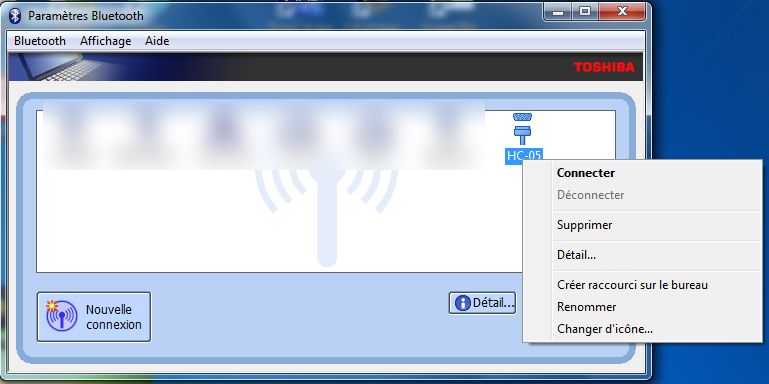 Paramètres Bluetooth
Bluetooth Affichage Aide
TOSHIBA
HC-05
Connecter
Déconnecter
Supprimer
Détail...
Créer raccourci sur le bureau
Renommer
Changer d'icône...
Nouvelle
connexion
Détail...